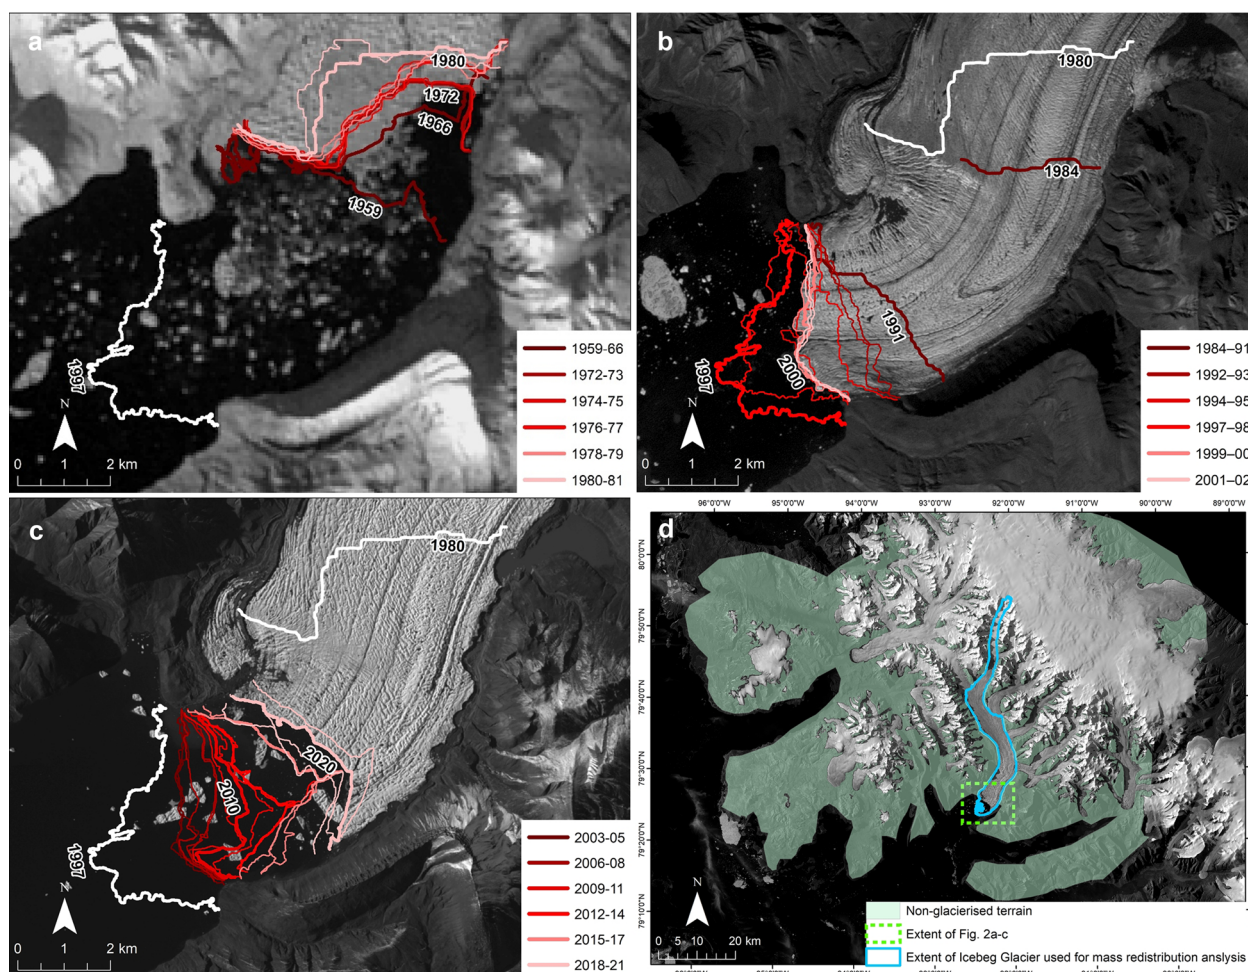 a
1980
1972
1966
1959
1997
N
0 1 2 km
1959-66
1972-73
1974-75
1976-77
1978-79
1980-81
b
1980
1984
1991
2000
1997
N
0 1 2 km
1984–91
1992–93
1994–95
1997–98
1999–00
2001–02
c
1980
2020
2010
1997
N
0 1 2 km
2003-05
2006-08
2009-11
2012-14
2015-17
2018-21
96°0'0"W 95°0'0"W 94°0'0"W 93°0'0"W 92°0'0"W 91°0'0"W 90°0'0"W 89°0'0"W
d
80°0'0"N
79°50'0"N
79°40'0"N
79°30'0"N
79°20'0"N
79°10'0"N
N
0 5 10 20 km
Non-glacierised terrain
Extent of Fig. 2a-c
Extent of Icebeg Glacier used for mass redistribution analysis